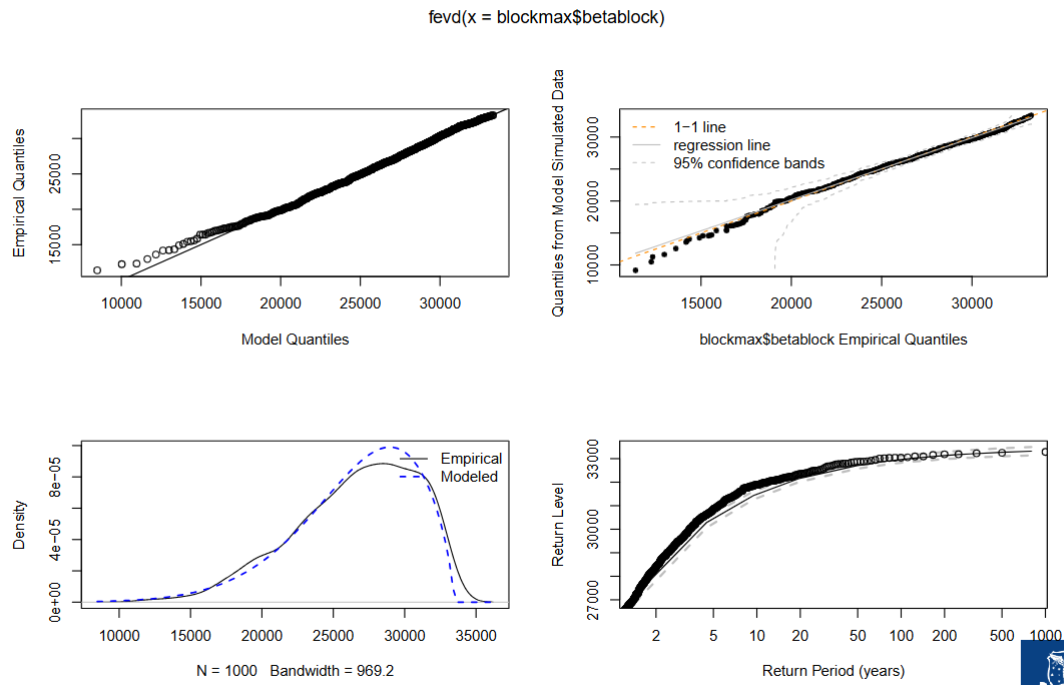 fevd(x = blockmax$betablock)
Empirical Quantiles
15000 25000
10000 15000 20000 25000 30000
Model Quantiles
Quantiles from Model Simulated Data
10000 20000 30000
1−1 line
regression line
95% confidence bands
15000 20000 25000 30000
blockmax$betablock Empirical Quantiles
Density
0e+00 4e−05 8e−05
Empirical
Modeled
10000 15000 20000 25000 30000 35000
N = 1000 Bandwidth = 969.2
Return Level
27000 30000 33000
2 5 10 20 50 100 200 500 1000
Return Period (years)